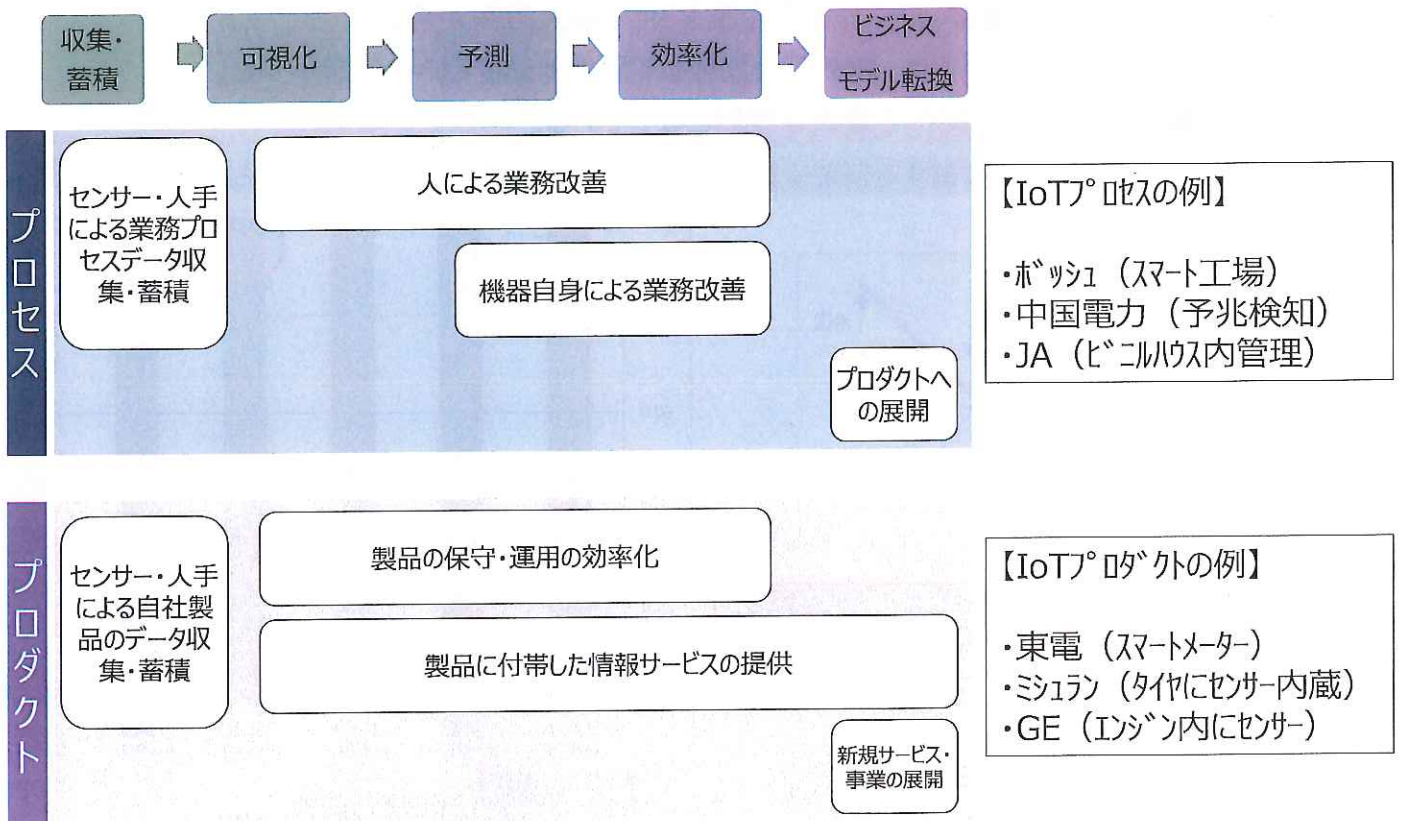 収集・
蓄積
可視化
予測
効率化
ビジネス
モデル転換
プロセス
センサー・人手
による業務プロ
セスデータ収
集・蓄積
人による業務改善
機器自身による業務改善
プロダクトへ
の展開
【IoTプロセスの例】
・ボッシュ（スマート工場）
・中国電力（予兆検知）
・JA（ビニルハウス内管理）
プロダクト
センサー・人手
による自社製
品のデータ収
集・蓄積
製品の保守・運用の効率化
製品に付帯した情報サービスの提供
新規サービス・
事業の展開
【IoTプロダクトの例】
・東電（スマートメーター）
・ミシュラン（タイヤにセンサー内蔵）
・GE（エンジン内にセンサー）